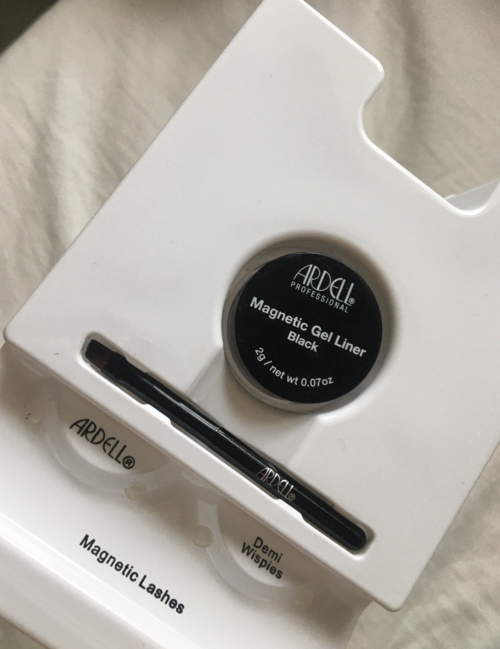 ARDELL®
PROFESSIONAL
Magnetic Gel Liner
Black
2g / net wt 0.07oz
ARDELL®
ARDELL®
Demi
Wispies
Magnetic Lashes